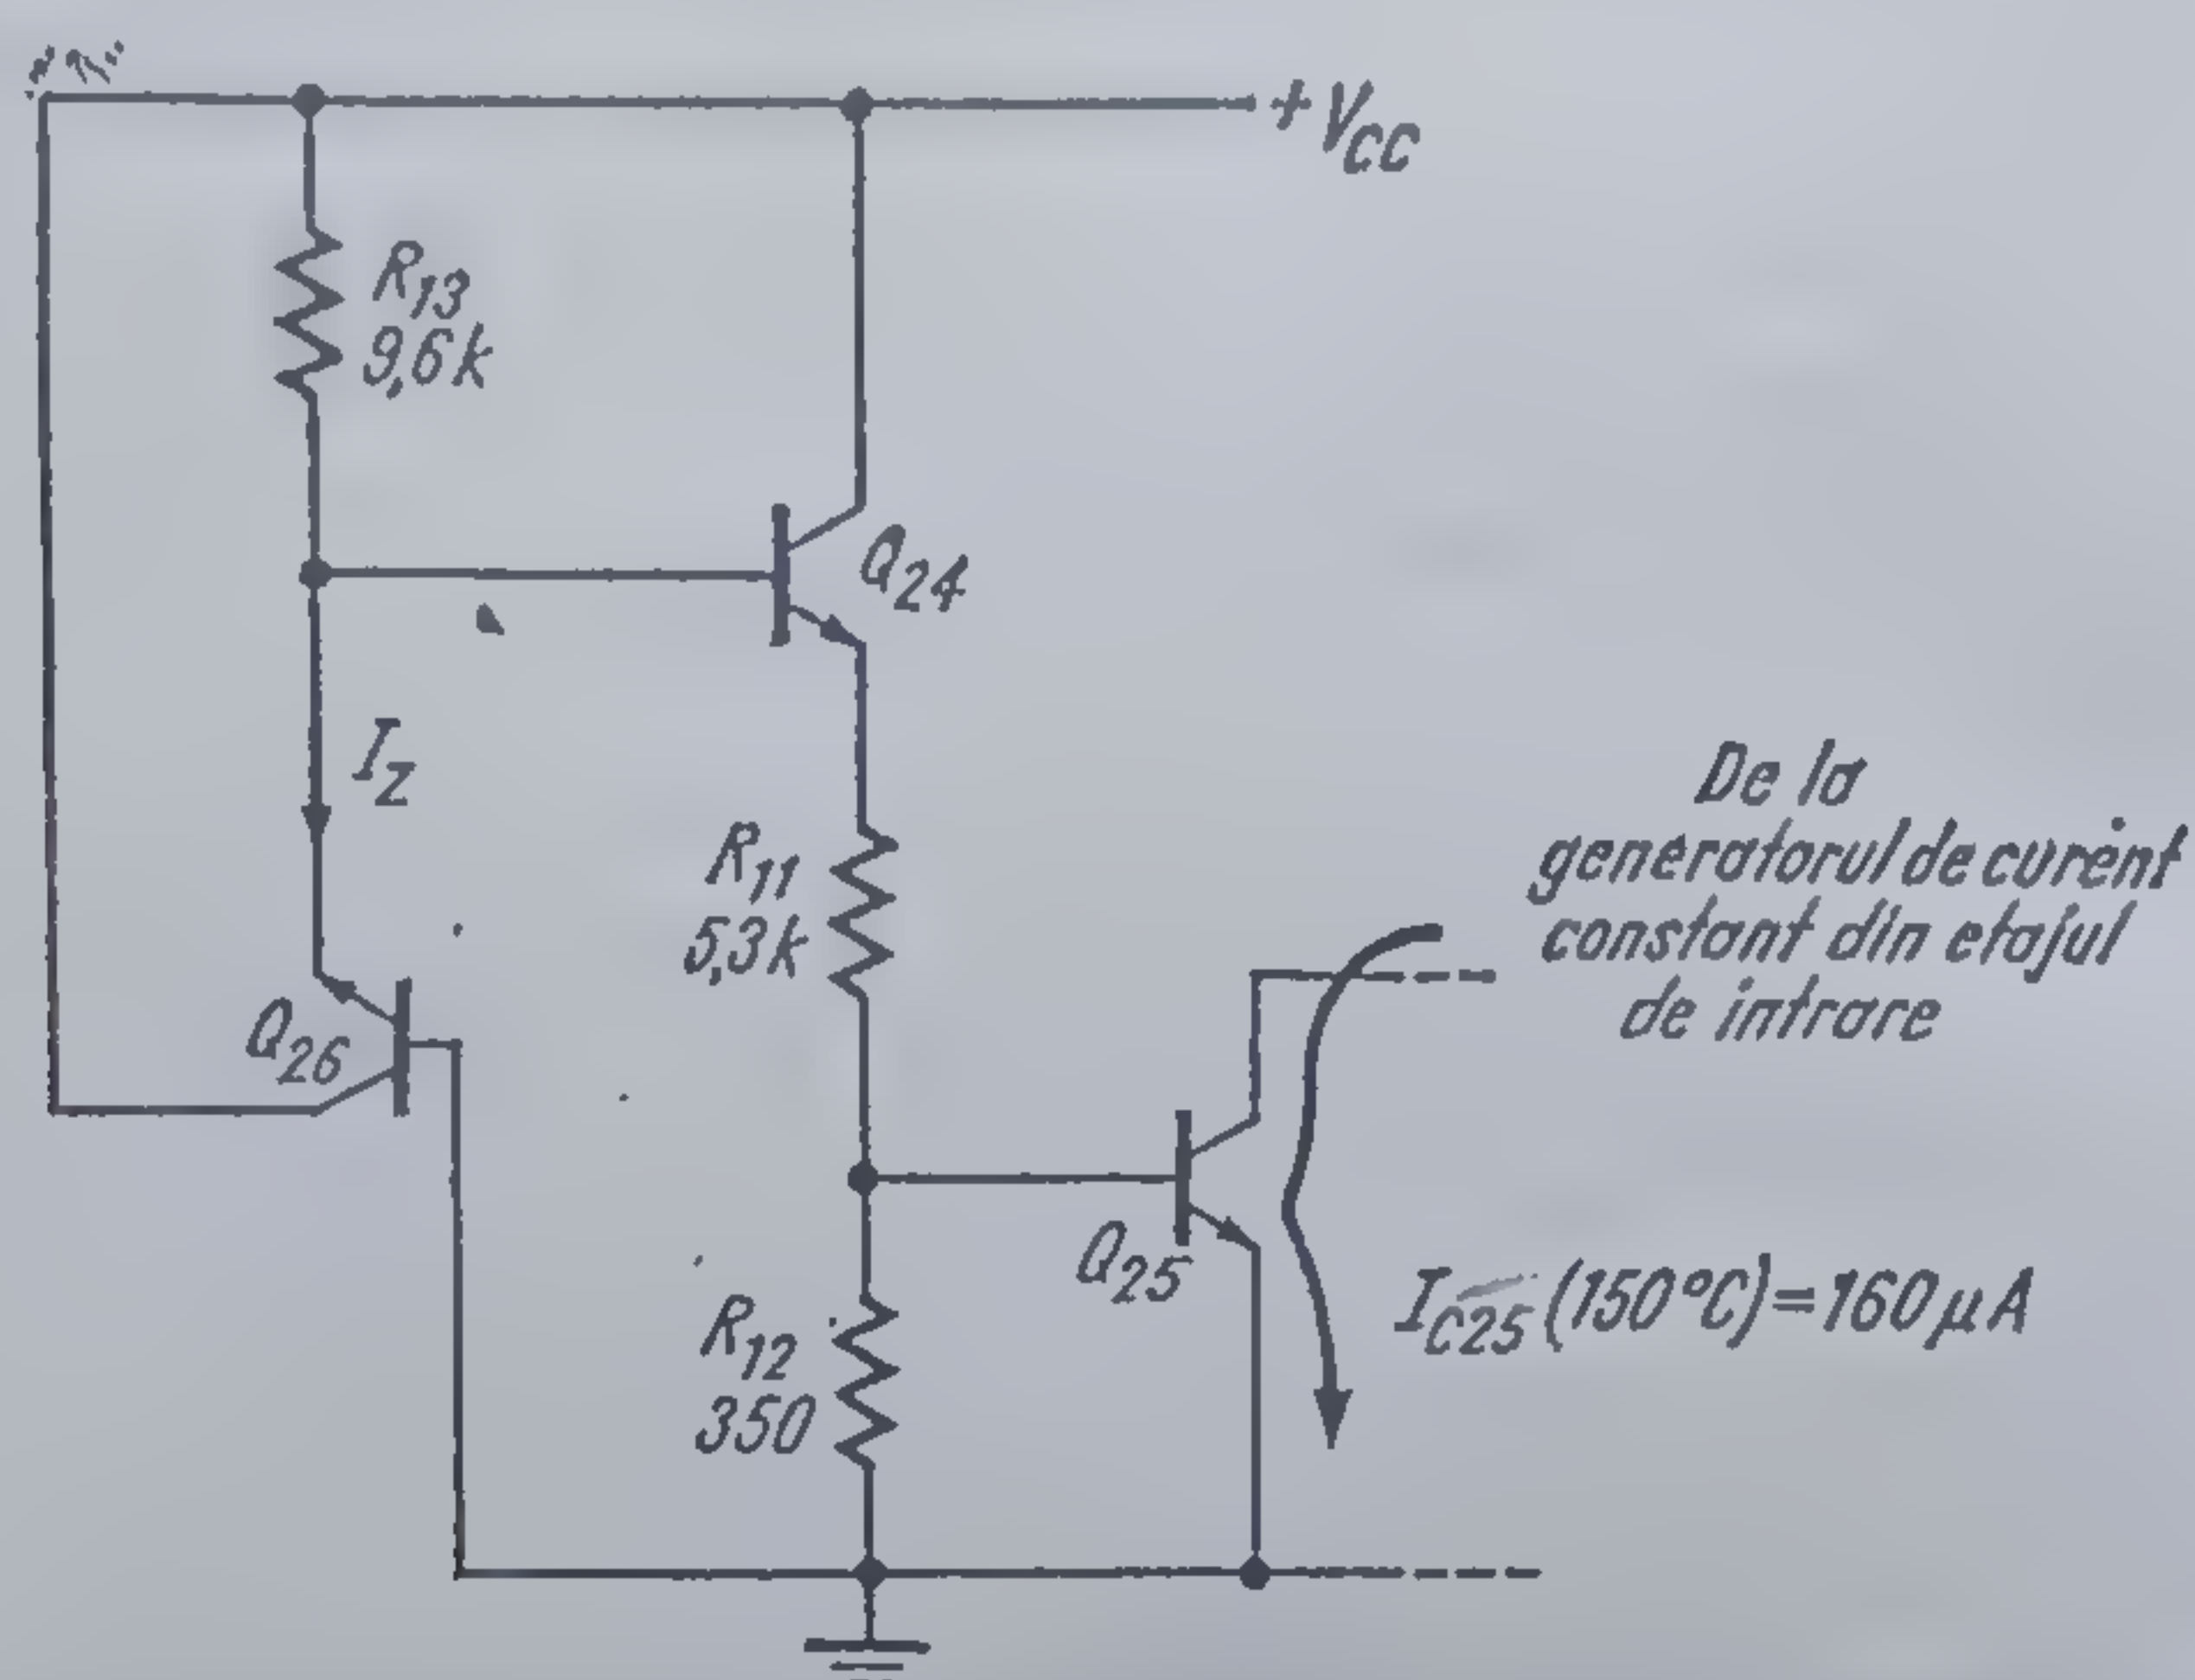 +VCC
R13
9,6k
Q24
IZ
R11
5,3k
De la
generatorul de curent
constant din etajul
de intrare
Q26
Q25
IC25 (150°C)=160µA
R12
350